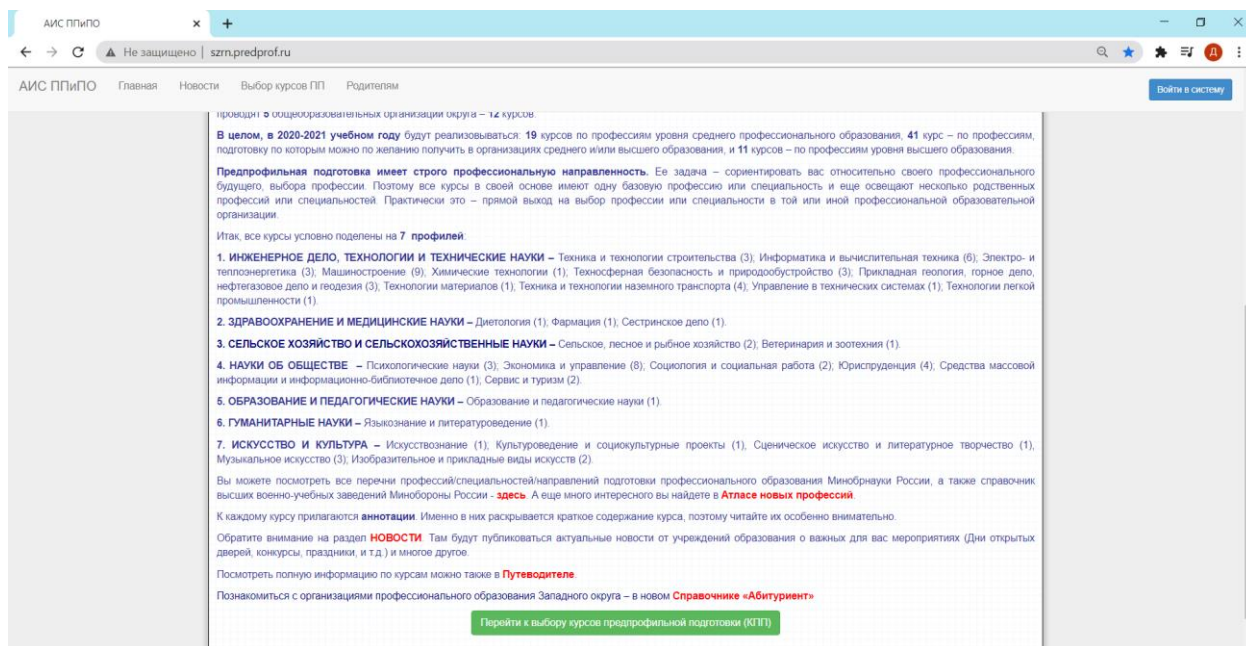 АИС ППиПО
Не защищено | szrn.predprof.ru
Д
АИС ППиПО Главная Новости Выбор курсов ПП Родителям Войти в систему
проводят 5 общеобразовательных организаций округа – 12 курсов.
В целом, в 2020-2021 учебном году будут реализовываться: 19 курсов по профессиям уровня среднего профессионального образования, 41 курс – по профессиям,
подготовку по которым можно по желанию получить в организациях среднего и/или высшего образования, и 11 курсов – по профессиям уровня высшего образования.
Предпрофильная подготовка имеет строго профессиональную направленность. Ее задача – сориентировать вас относительно своего профессионального
будущего, выбора профессии. Поэтому все курсы в своей основе имеют одну базовую профессию или специальность и еще освещают несколько родственных
профессий или специальностей. Практически это – прямой выход на выбор профессии или специальности в той или иной профессиональной образовательной
организации.
Итак, все курсы условно поделены на 7 профилей:
1. ИНЖЕНЕРНОЕ ДЕЛО, ТЕХНОЛОГИИ И ТЕХНИЧЕСКИЕ НАУКИ – Техника и технологии строительства (3); Информатика и вычислительная техника (6); Электро- и
теплоэнергетика (3); Машиностроение (9); Химические технологии (1); Техносферная безопасность и природообустройство (3); Прикладная геология, горное дело,
нефтегазовое дело и геодезия (3); Технологии материалов (1); Техника и технологии наземного транспорта (4); Управление в технических системах (1); Технологии легкой
промышленности (1).
2. ЗДРАВООХРАНЕНИЕ И МЕДИЦИНСКИЕ НАУКИ – Диетология (1); Фармация (1); Сестринское дело (1).
3. СЕЛЬСКОЕ ХОЗЯЙСТВО И СЕЛЬСКОХОЗЯЙСТВЕННЫЕ НАУКИ – Сельское, лесное и рыбное хозяйство (2); Ветеринария и зоотехния (1).
4. НАУКИ ОБ ОБЩЕСТВЕ – Психологические науки (3); Экономика и управление (8); Социология и социальная работа (2); Юриспруденция (4); Средства массовой
информации и информационно-библиотечное дело (1); Сервис и туризм (2).
5. ОБРАЗОВАНИЕ И ПЕДАГОГИЧЕСКИЕ НАУКИ – Образование и педагогические науки (1).
6. ГУМАНИТАРНЫЕ НАУКИ – Языкознание и литературоведение (1).
7. ИСКУССТВО И КУЛЬТУРА – Искусствознание (1); Культуроведение и социокультурные проекты (1), Сценическое искусство и литературное творчество (1),
Музыкальное искусство (3); Изобразительное и прикладные виды искусств (2).
Вы можете посмотреть все перечни профессий/специальностей/направлений подготовки профессионального образования Минобрнауки России, а также справочник
высших военно-учебных заведений Минобороны России - здесь. А еще много интересного вы найдете в Атласе новых профессий.
К каждому курсу прилагаются аннотации. Именно в них раскрывается краткое содержание курса, поэтому читайте их особенно внимательно.
Обратите внимание на раздел НОВОСТИ. Там будут публиковаться актуальные новости от учреждений образования о важных для вас мероприятиях (Дни открытых
дверей, конкурсы, праздники, и т.д.) и многое другое.
Посмотреть полную информацию по курсам можно также в Путеводителе.
Познакомиться с организациями профессионального образования Западного округа – в новом Справочнике «Абитуриент»
Перейти к выбору курсов предпрофильной подготовки (КПП)